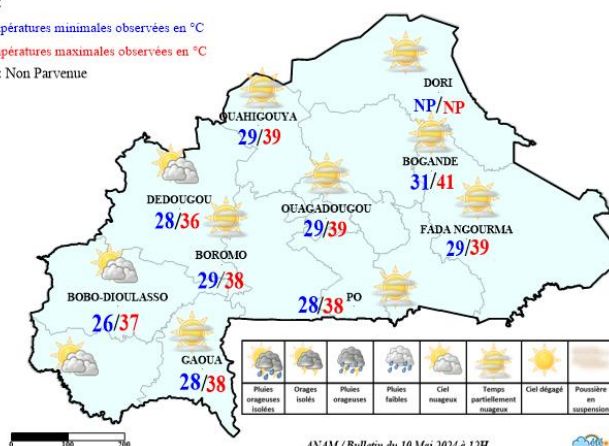 pératures minimales observées en °C
pératures maximales observées en °C
: Non Parvenue
DORI
NP/NP
OUAHIGOUYA
29/39
BOGANDE
31/41
DEDOUGOU
28/36
OUAGADOUGOU
29/39
FADA NGOURMA
29/39
BOROMO
29/38
BOBO-DIOULASSO
26/37
28/38 PO
GAOUA
28/38
Pluies orageuses isolées
Orages isolés
Pluies orageuses
Pluies faibles
Ciel nuageux
Temps partiellement nuageux
Ciel dégagé
Poussière en suspension
ANAM / Bulletin du 10 Mai 2024 à 12H